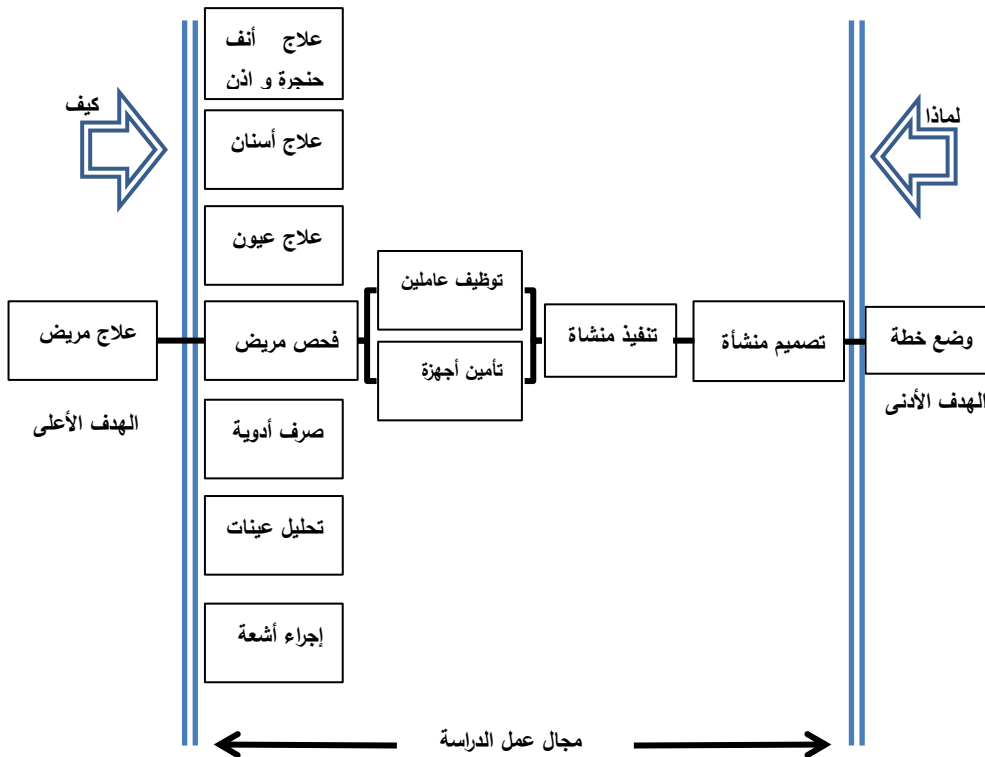 علاج أنف
حنجرة و اذن
كيف
لماذا
علاج أسنان
علاج عيون
توظيف عاملين
علاج مريض
فحص مريض
تنفيذ منشاة
تصميم منشأة
وضع خطة
تأمين أجهزة
الهدف الأعلى
الهدف الأدنى
صرف أدوية
تحليل عينات
إجراء أشعة
مجال عمل الدراسة